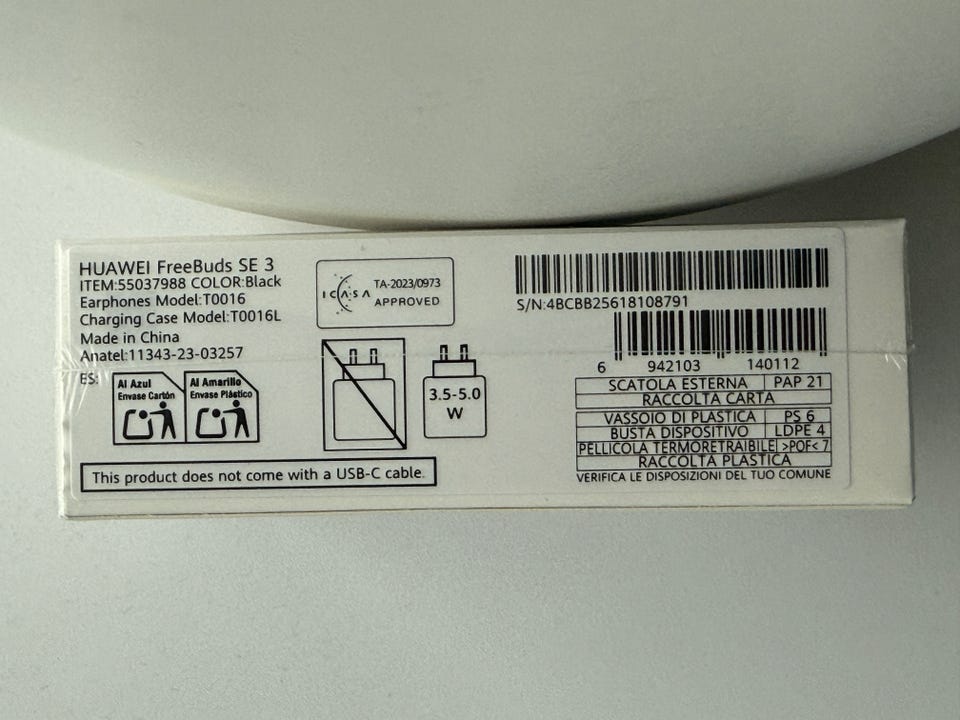 HUAWEI FreeBuds SE 3
ITEM:55037988 COLOR:Black
Earphones Model:T0016
Charging Case Model:T0016L
Made in China
Anatel:11343-23-03257
ES:
Al Azul
Envase Cartón
Al Amarillo
Envase Plástico
This product does not come with a USB-C cable.
ICASA
TA-2023/0973
APPROVED
3.5-5.0
W
S/N:4BCBB25618108791
6 942103 140112
SCATOLA ESTERNA PAP 21
RACCOLTA CARTA
VASSOIO DI PLASTICA PS 6
BUSTA DISPOSITIVO LDPE 4
PELLICOLA TERMORETRAIBILE >POF< 7
RACCOLTA PLASTICA
VERIFICA LE DISPOSIZIONI DEL TUO COMUNE